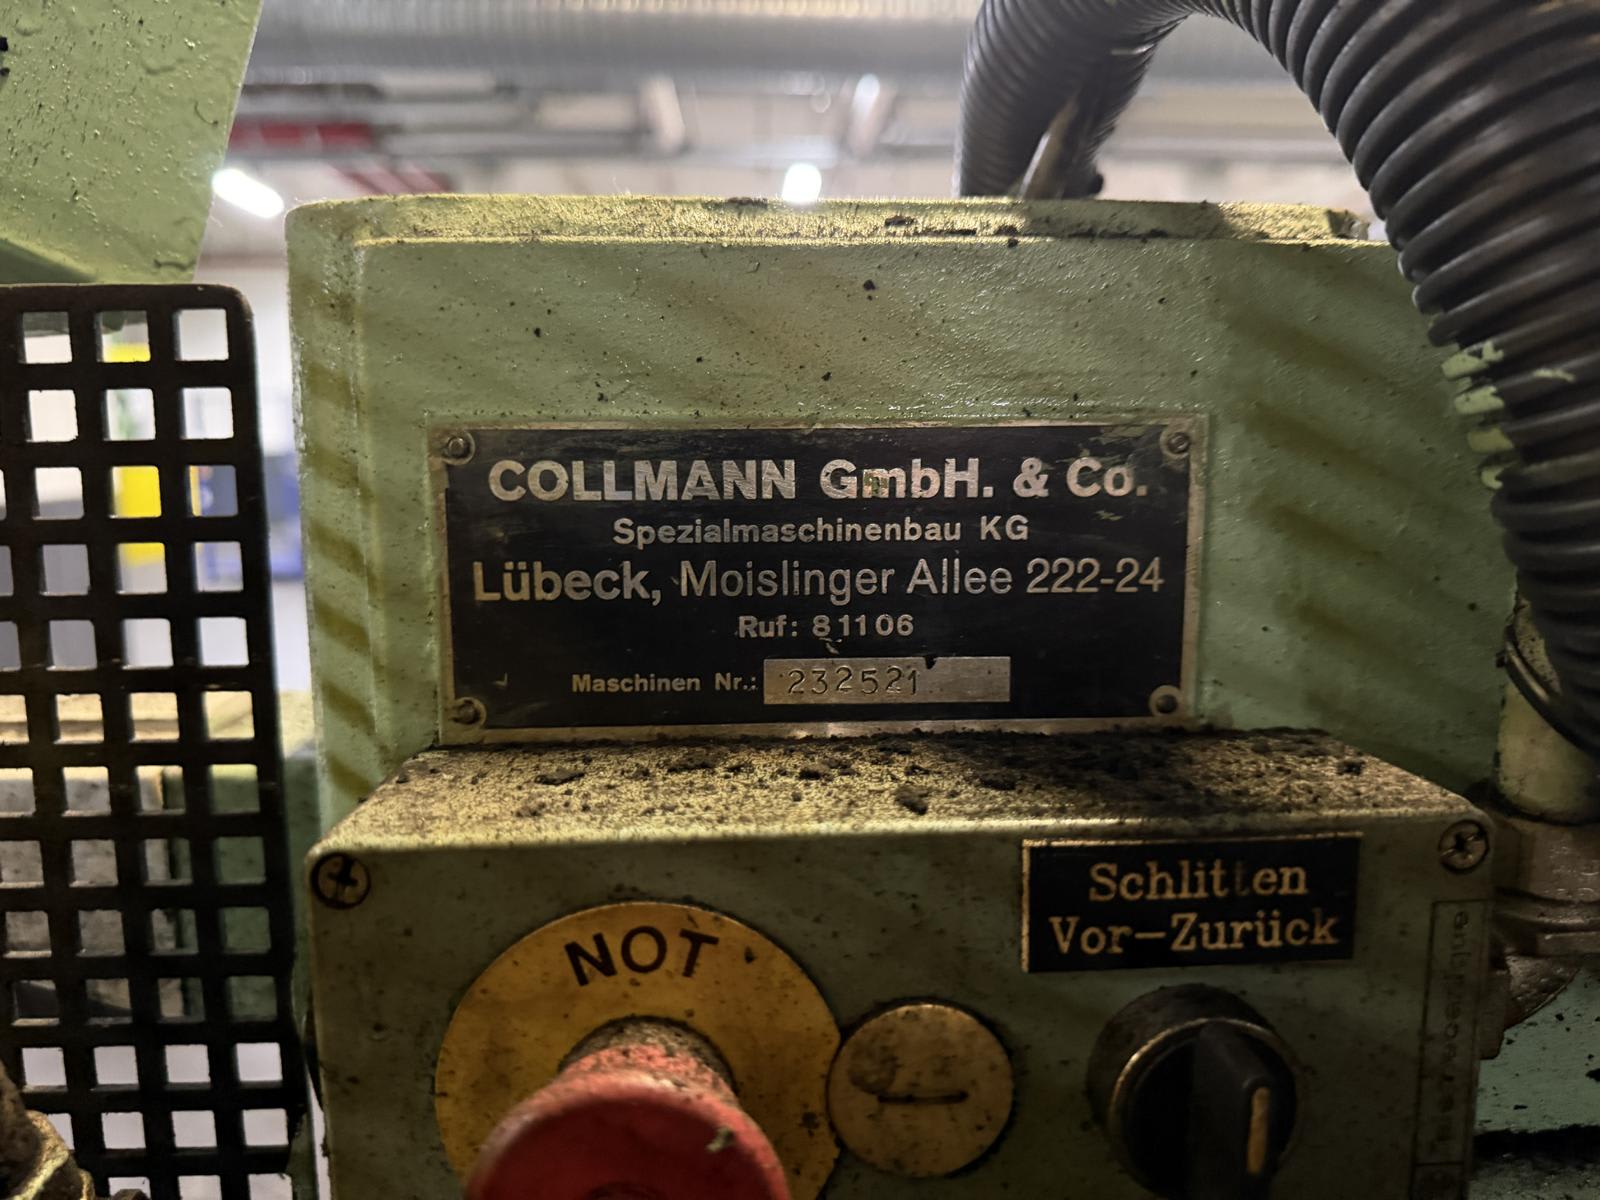 COLLMANN GmbH. & Co.
Spezialmaschinenbau KG
Lübeck, Moislinger Allee 222-24
Ruf: 81106
Maschinen Nr.: 232521
Schlitten
Vor-Zurück
NOT